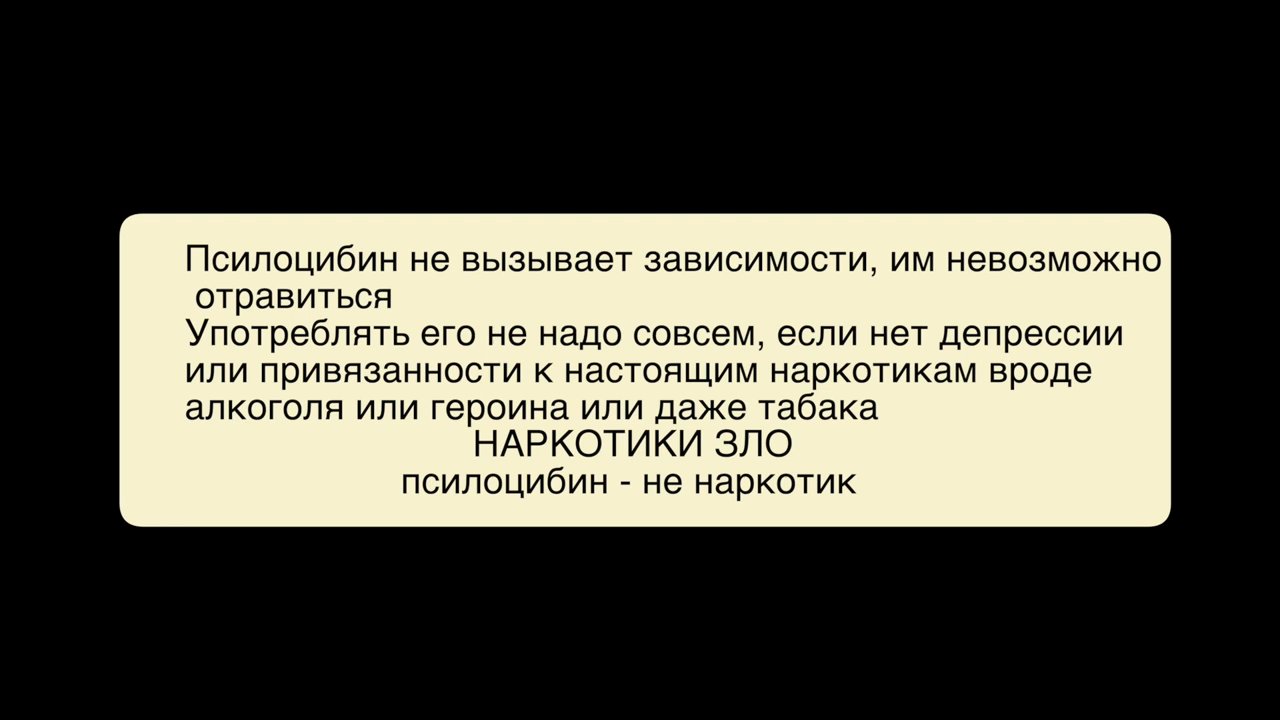 Псилоцибин не вызывает зависимости, им невозможно
отравиться
Употреблять его не надо совсем, если нет депрессии
или привязанности к настоящим наркотикам вроде
алкоголя или героина или даже табака
НАРКОТИКИ ЗЛО
псилоцибин - не наркотик